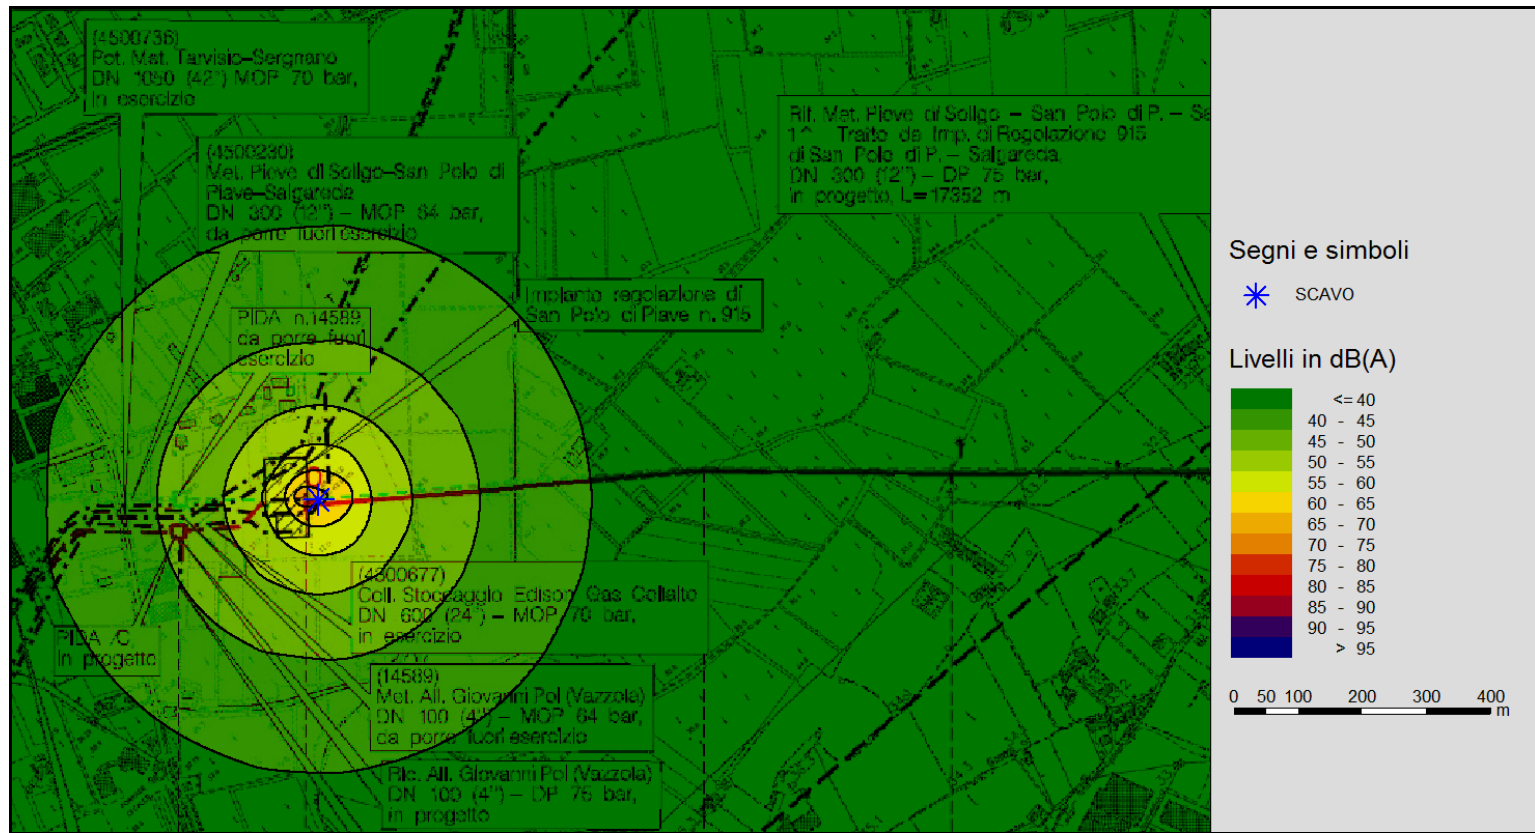 (4500736)
Pot. Met. Tarvisio-Sergnano
DN 1050 (42") MOP 70 bar,
in esercizio
(4500230)
Met. Pieve di Soligo-San Polo di
Piave-Salgareda
DN 300 (12") - MOP 64 bar,
da porre fuori esercizio
Rif. Met. Pieve di Soligo - San Polo di P. - Sa
1^ Tratto da Imp. di Regolazione 915
di San Polo di P. - Salgareda,
DN 300 (12") - DP 75 bar,
in progetto, L=17352 m
Impianto regolazione di
San Polo di Piave n. 915
PIDA n.14589
da porre fuori
esercizio
(4500677)
Coll. Stoccaggio Edison Gas Collalto
DN 600 (24") - MOP 70 bar,
in esercizio
PIDA /C
in progetto
(14589)
Met. All. Giovanni Pol (Vazzola)
DN 100 (4") - MOP 64 bar,
da porre fuori esercizio
Ric. All. Giovanni Pol (Vazzola)
DN 100 (4") - DP 75 bar,
in progetto
Segni e simboli
SCAVO
Livelli in dB(A)
<= 40
40 - 45
45 - 50
50 - 55
55 - 60
60 - 65
65 - 70
70 - 75
75 - 80
80 - 85
85 - 90
90 - 95
> 95
0 50 100 200 300 400
m